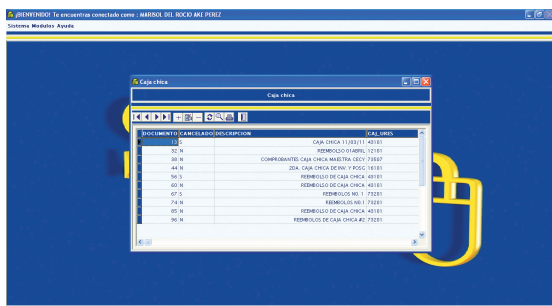 ¡BIENVENIDO! Te encuentras conectado como : MARISOL DEL ROCIO AKE PEREZ
Sistema Modulos Ayuda
Caja chica
Caja chica
DOCUMENTO CANCELADO DESCRIPCION CAJ_URES
13 S CAJA CHICA 11/03/11 40101
32 N REEMBOLSO 01ABRIL 12101
38 N COMPROBANTES CAJA CHICA MAESTRA CECY 70507
44 N 2DA. CAJA CHICA DE INV. Y POSG 16101
56 S REEMBOLSO DE CAJA CHICA 40101
60 N REEMBOLSO DE CAJA CHICA 40101
67 S REEMBOLSOS NO. 1 73201
74 N REEMBOLSOS NO.1 73201
85 N REEMBOLSO DE CAJA CHICA 40101
96 N REEMBOLSOS DE CAJA CHICA #2 73201